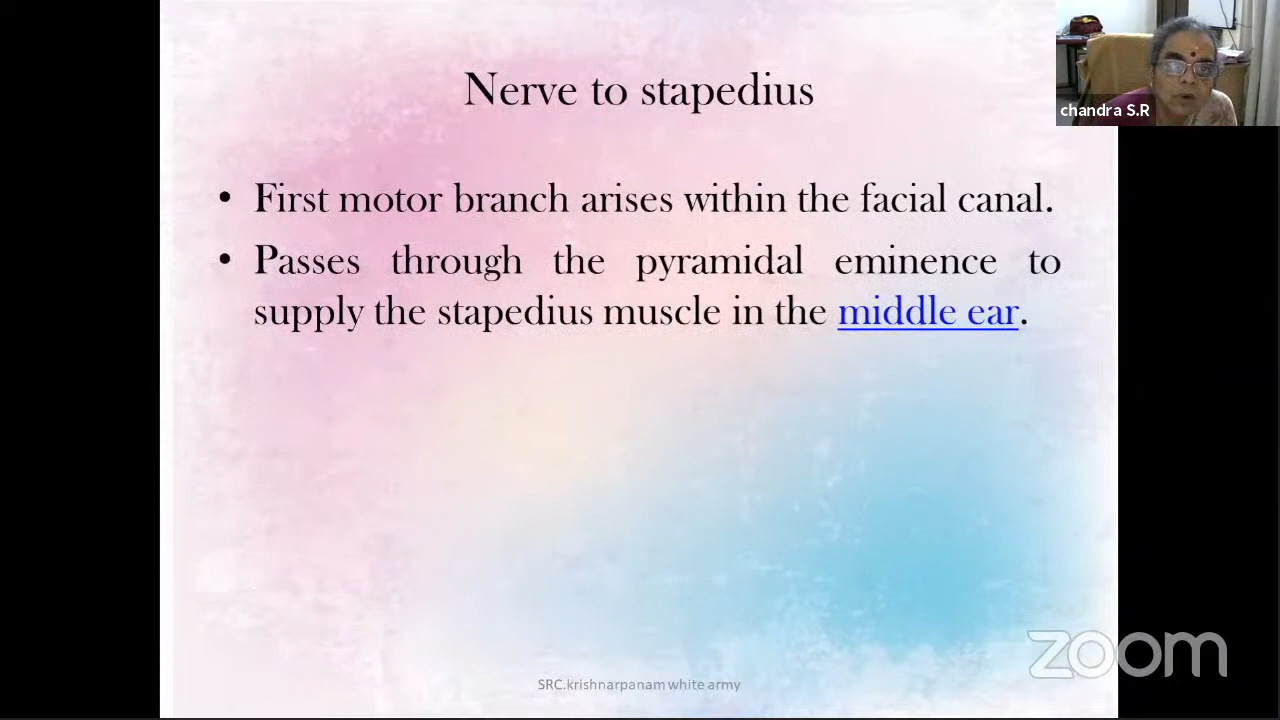 Nerve to stapedius
chandra S.R
• First motor branch arises within the facial canal.
• Passes through the pyramidal eminence to
supply the stapedius muscle in the middle ear.
zoom
SRC.krishnarpanam white army